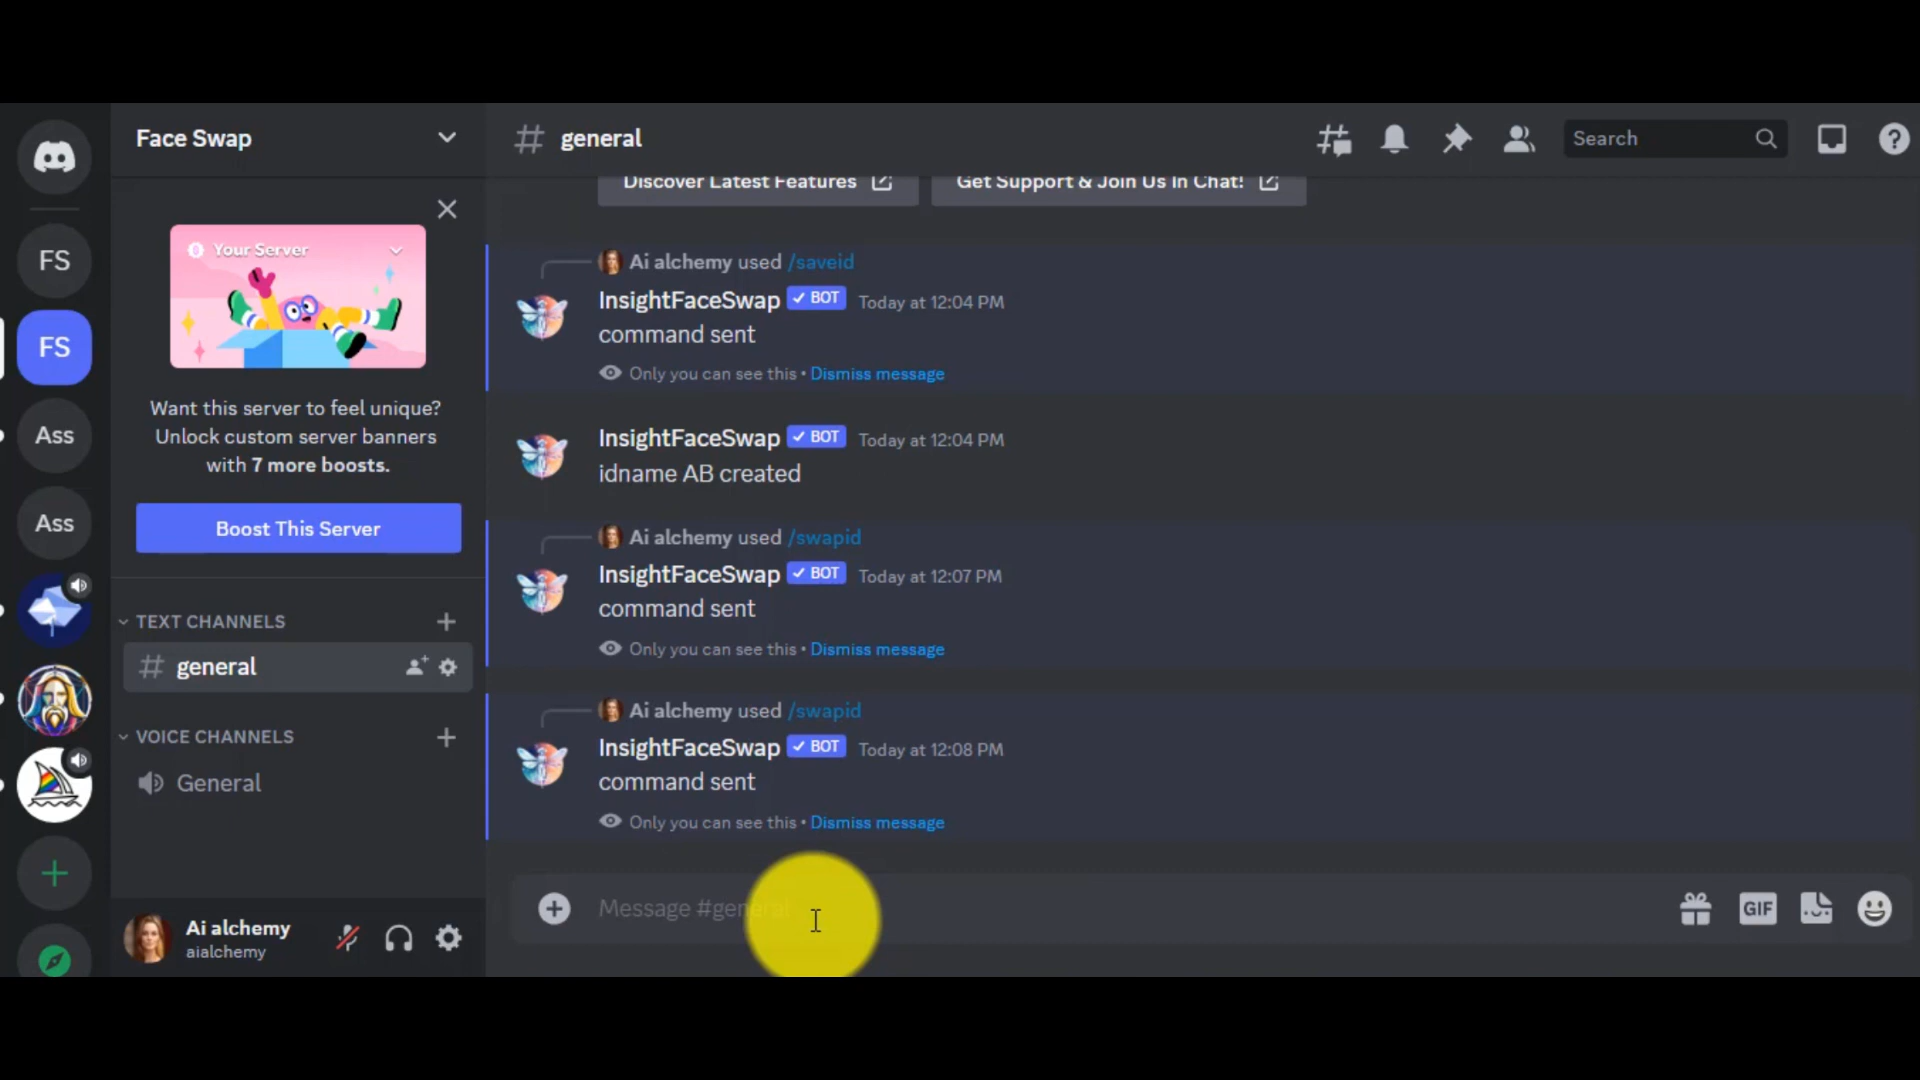 Face Swap
Your Server
Want this server to feel unique?
Unlock custom server banners
with 7 more boosts.
Boost This Server
TEXT CHANNELS
general
VOICE CHANNELS
General
Ai alchemy
aialchemy
FS
FS
Ass
Ass
general
Search
Discover Latest Features
Get Support & Join Us In Chat!
Ai alchemy used /saveid
InsightFaceSwap BOT Today at 12:04 PM
command sent
Only you can see this • Dismiss message
InsightFaceSwap BOT Today at 12:04 PM
idname AB created
Ai alchemy used /swapid
InsightFaceSwap BOT Today at 12:07 PM
command sent
Only you can see this • Dismiss message
Ai alchemy used /swapid
InsightFaceSwap BOT Today at 12:08 PM
command sent
Only you can see this • Dismiss message
Message #general
GIF